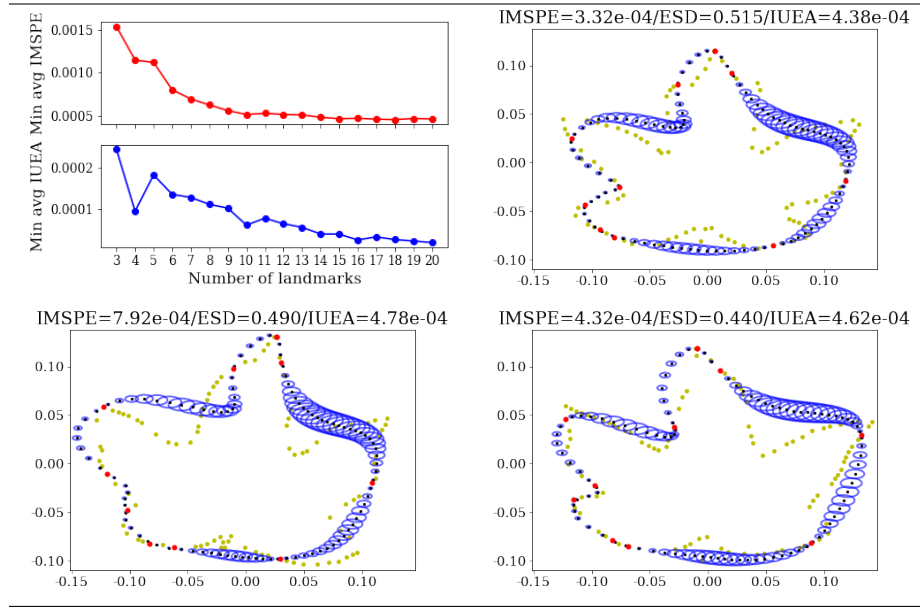 Min avg IMSPE
0.0015
0.0010
0.0005
Min avg IUEA
0.0002
0.0001
3 4 5 6 7 8 9 10 11 12 13 14 15 16 17 18 19 20
Number of landmarks
IMSPE=3.32e-04/ESD=0.515/IUEA=4.38e-04
0.10
0.05
0.00
-0.05
-0.10
-0.15 -0.10 -0.05 0.00 0.05 0.10
IMSPE=7.92e-04/ESD=0.490/IUEA=4.78e-04
0.10
0.05
0.00
-0.05
-0.10
-0.15 -0.10 -0.05 0.00 0.05 0.10
IMSPE=4.32e-04/ESD=0.440/IUEA=4.62e-04
0.10
0.05
0.00
-0.05
-0.10
-0.15 -0.10 -0.05 0.00 0.05 0.10